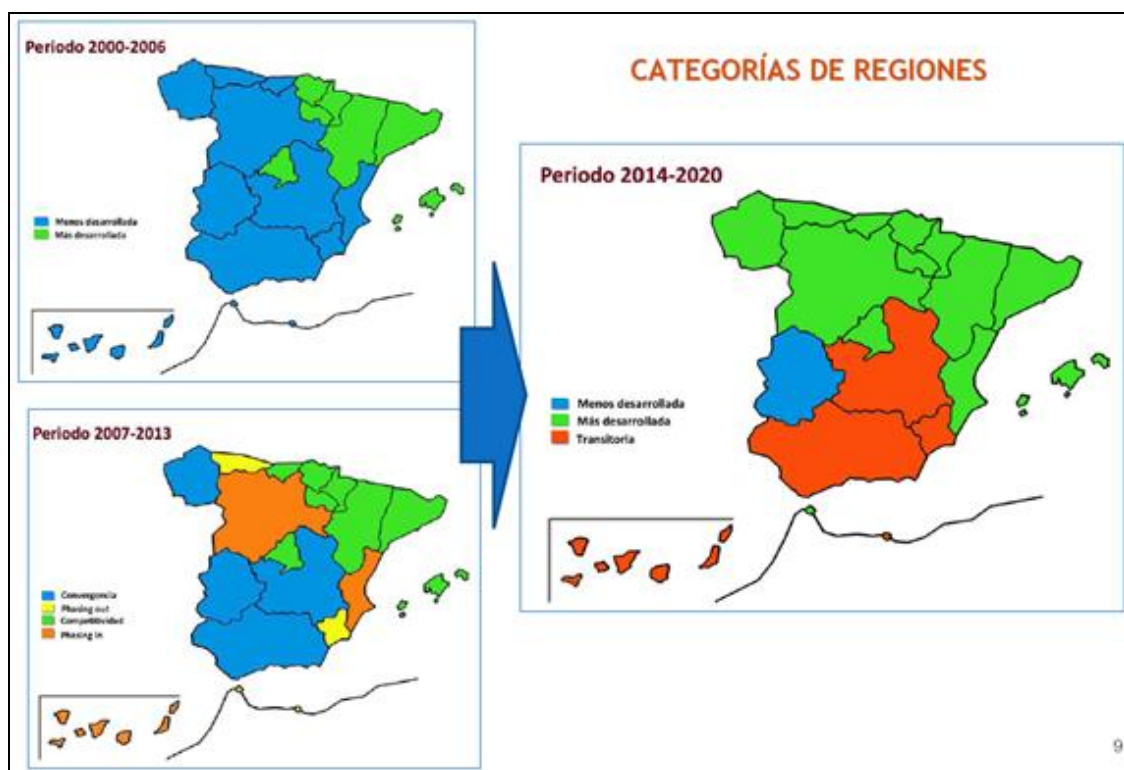 Periodo 2000-2006
Menos desarrollada
Más desarrollada
CATEGORÍAS DE REGIONES
Periodo 2007-2013
Convergencia
Phasing out
Competitividad
Phasing in
Periodo 2014-2020
Menos desarrollada
Más desarrollada
Transitoria
9